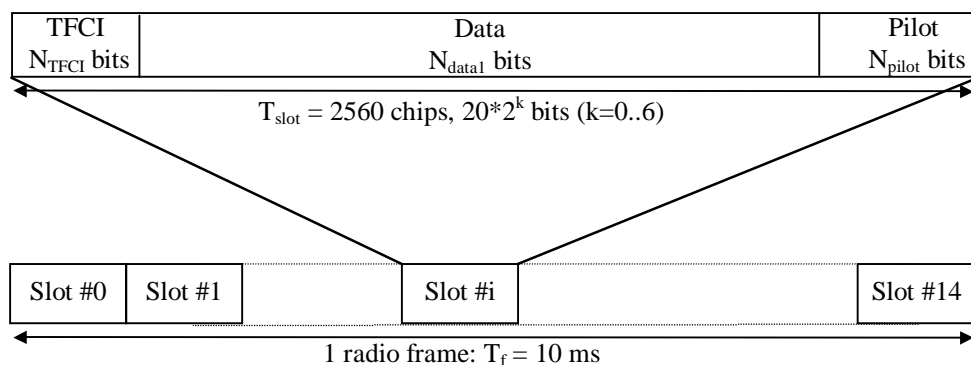 TFCI Data Pilot
N_TFCI bits N_data1 bits N_pilot bits
T_slot = 2560 chips, 20*2^k bits (k=0..6)
Slot #0 Slot #1 Slot #i Slot #14
1 radio frame: T_f = 10 ms